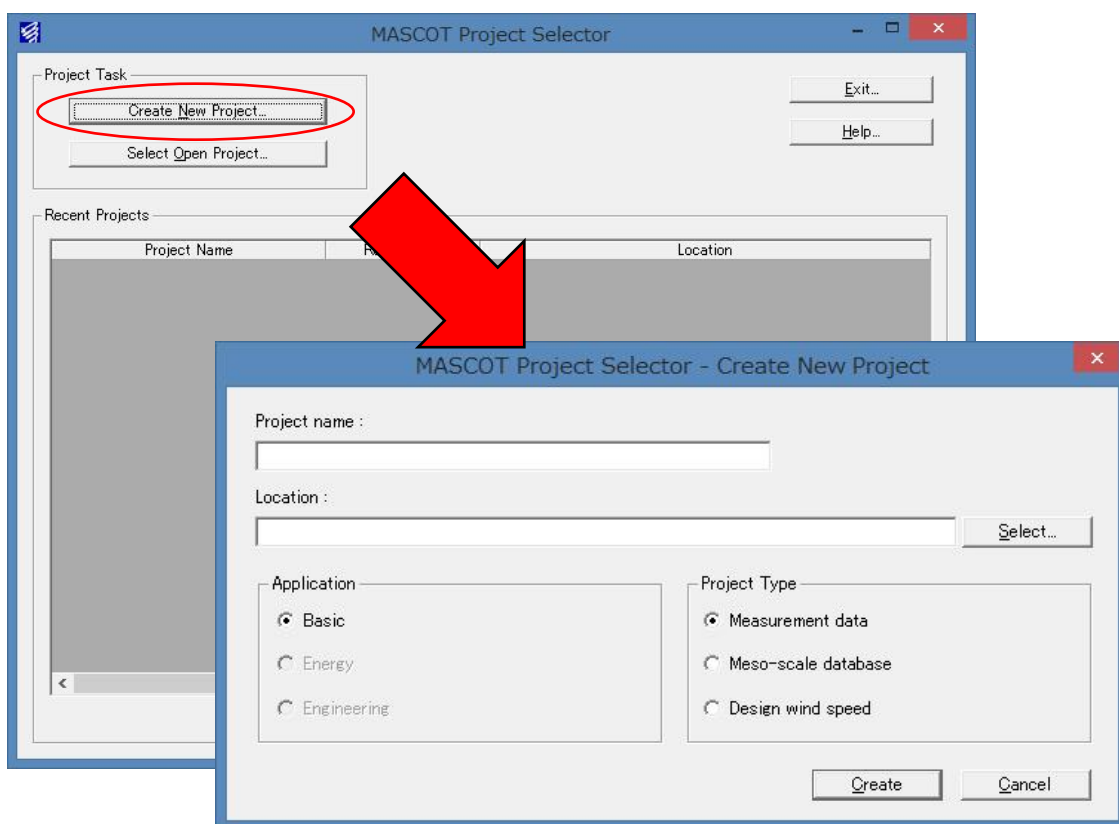 MASCOT Project Selector
Project Task
Create New Project...
Select Open Project...
Exit...
Help...
Recent Projects
Project Name
Location
MASCOT Project Selector - Create New Project
Project name :
Location :
Select...
Application
Basic
Energy
Engineering
Project Type
Measurement data
Meso-scale database
Design wind speed
Create
Cancel